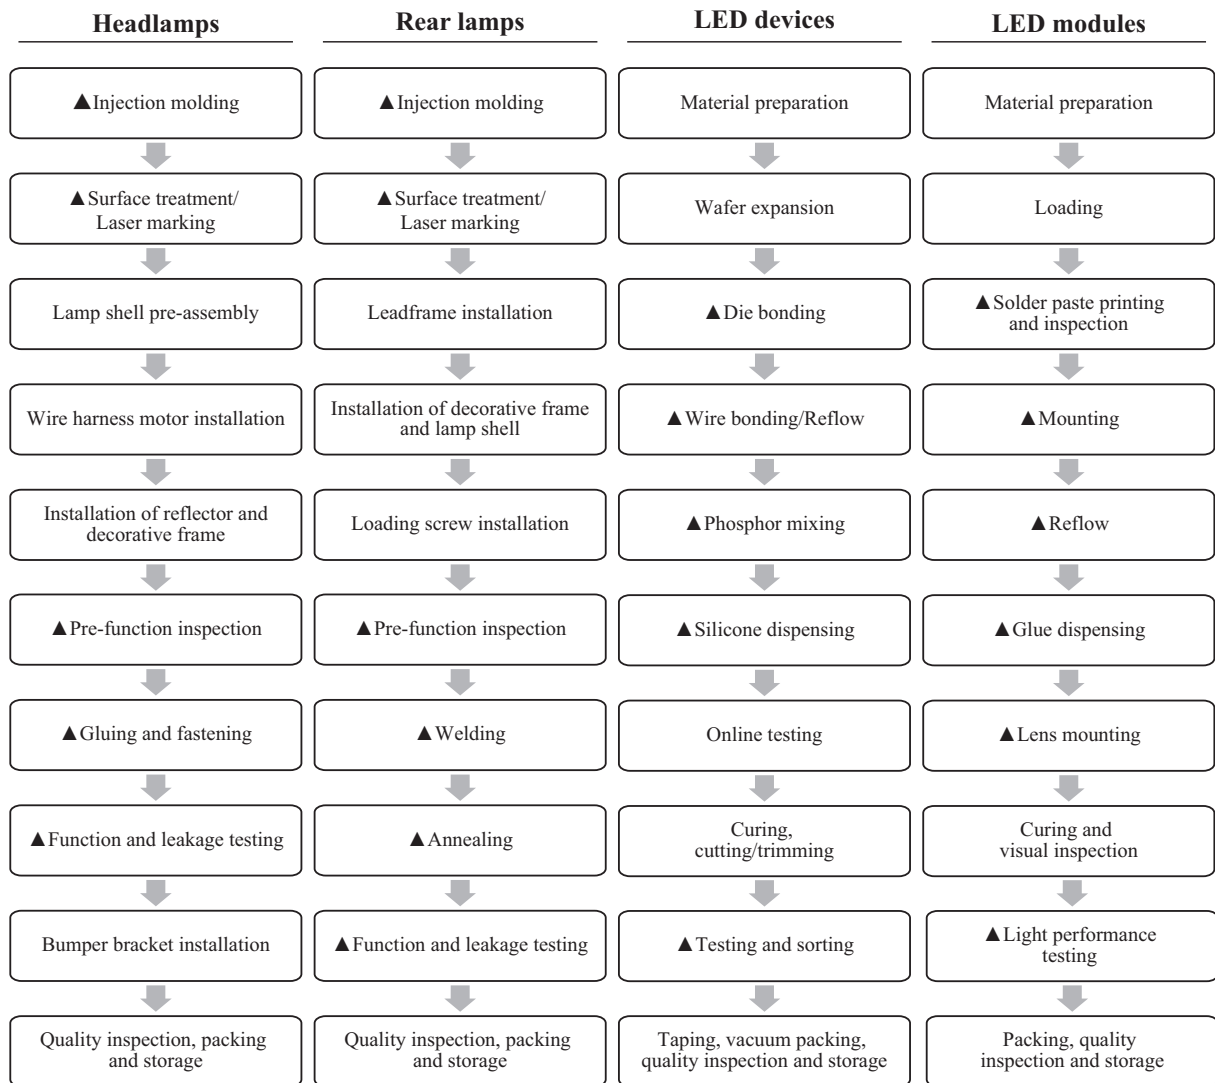 Headlamps
▲Injection molding
▲Surface treatment/
Laser marking
Lamp shell pre-assembly
Wire harness motor installation
Installation of reflector and
decorative frame
▲Pre-function inspection
▲Gluing and fastening
▲Function and leakage testing
Bumper bracket installation
Quality inspection, packing
and storage
Rear lamps
▲Injection molding
▲Surface treatment/
Laser marking
Leadframe installation
Installation of decorative frame
and lamp shell
Loading screw installation
▲Pre-function inspection
▲Welding
▲Annealing
▲Function and leakage testing
Quality inspection, packing
and storage
LED devices
Material preparation
Wafer expansion
▲Die bonding
▲Wire bonding/Reflow
▲Phosphor mixing
▲Silicone dispensing
Online testing
Curing,
cutting/trimming
▲Testing and sorting
Taping, vacuum packing,
quality inspection and storage
LED modules
Material preparation
Loading
▲Solder paste printing
and inspection
▲Mounting
▲Reflow
▲Glue dispensing
▲Lens mounting
Curing and
visual inspection
▲Light performance
testing
Packing, quality
inspection and storage